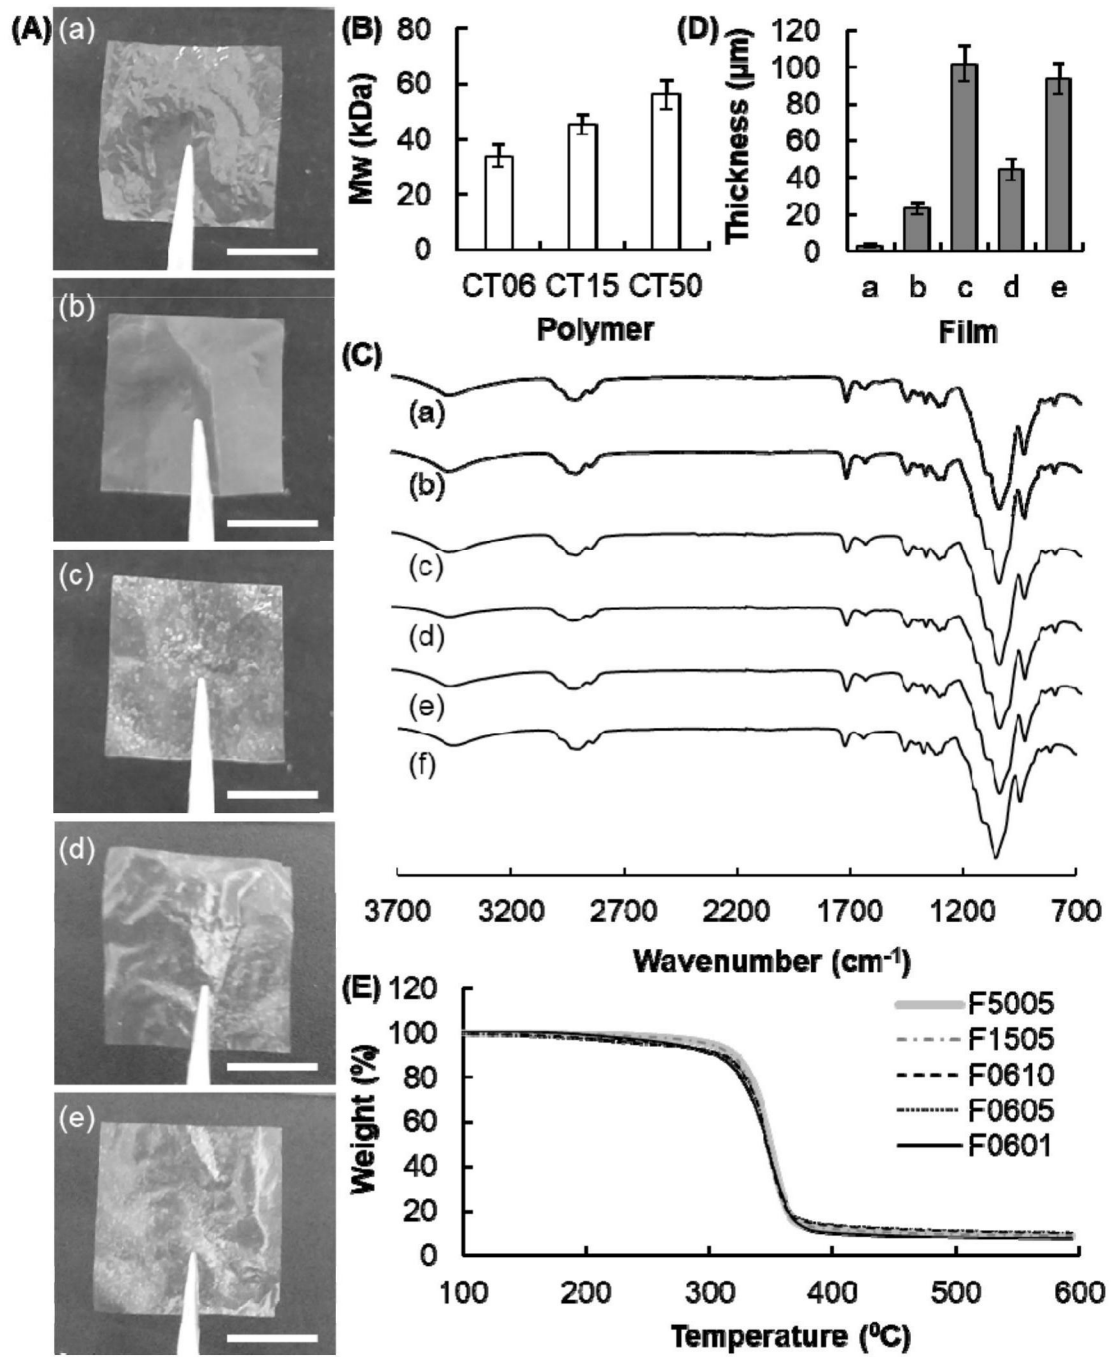 (A)
(a)
(b)
(c)
(d)
(e)
(B)
Mw (kDa)
80
60
40
20
0
CT06 CT15 CT50
Polymer
(D)
Thickness (µm)
120
100
80
60
40
20
0
a b c d e
Film
(C)
(a)
(b)
(c)
(d)
(e)
(f)
3700 3200 2700 2200 1700 1200 700
Wavenumber (cm⁻¹)
(E)
Weight (%)
120
100
80
60
40
20
0
F5005
F1505
F0610
F0605
F0601
100 200 300 400 500 600
Temperature (⁰C)